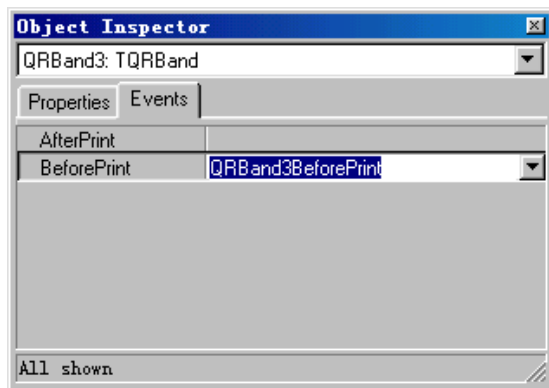 Object Inspector
QRBand3: TQRBand
Properties Events
AfterPrint
BeforePrint QRBand3BeforePrint
All shown